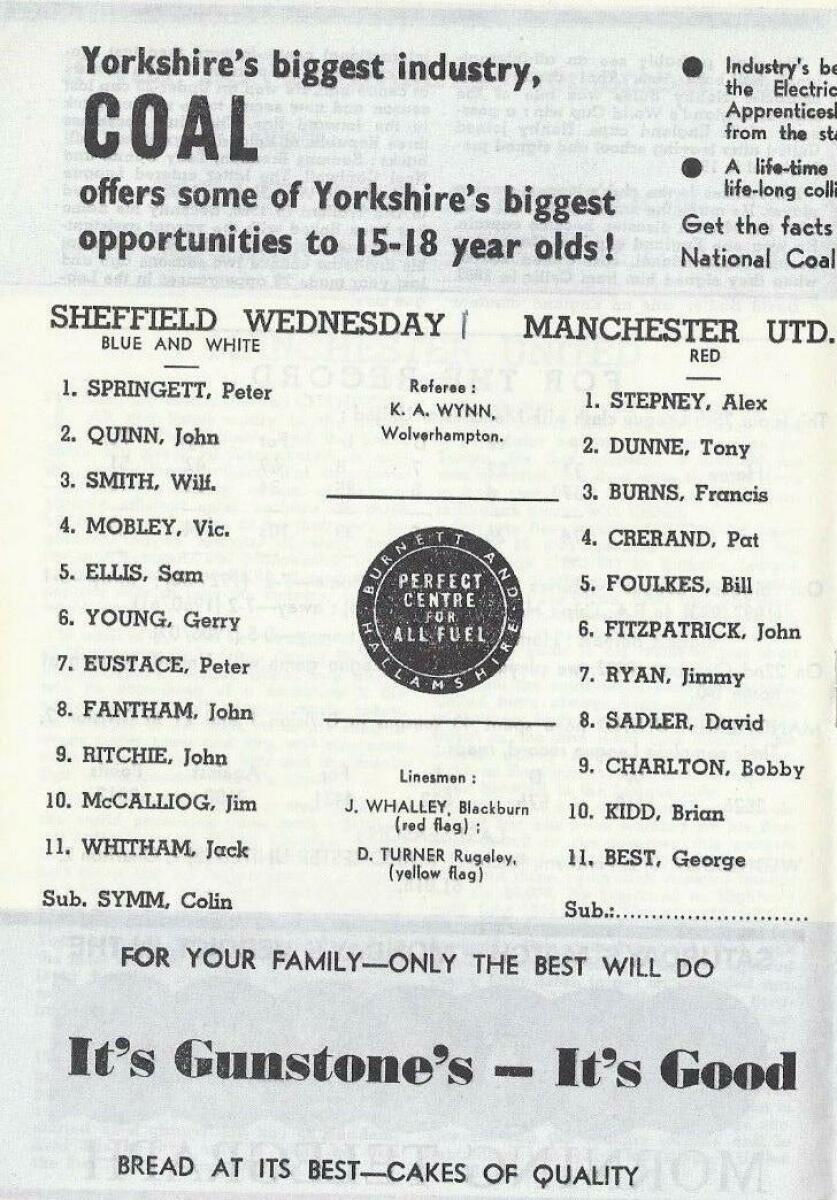 Yorkshire's biggest industry,
COAL
offers some of Yorkshire's biggest
opportunities to 15-18 year olds!
● Industry's be
the Electric
Apprentices
from the sta
● A life-time
life-long colli
Get the facts
National Coal
SHEFFIELD WEDNESDAY
BLUE AND WHITE
1. SPRINGETT, Peter
2. QUINN, John
3. SMITH, Wilf.
4. MOBLEY, Vic.
5. ELLIS, Sam
6. YOUNG, Gerry
7. EUSTACE, Peter
8. FANTHAM, John
9. RITCHIE, John
10. McCALLIOG, Jim
11. WHITHAM, Jack
Sub. SYMM, Colin
Referee :
K. A. WYNN,
Wolverhampton.
BURNETT AND
PERFECT
CENTRE
FOR
ALL FUEL
HALLAMSHIRE
Linesmen :
J. WHALLEY, Blackburn
(red flag) ;
D. TURNER Rugeley,
(yellow flag)
MANCHESTER UTD.
RED
1. STEPNEY, Alex
2. DUNNE, Tony
3. BURNS, Francis
4. CRERAND, Pat
5. FOULKES, Bill
6. FITZPATRICK, John
7. RYAN, Jimmy
8. SADLER, David
9. CHARLTON, Bobby
10. KIDD, Brian
11. BEST, George
Sub.:..............................
FOR YOUR FAMILY—ONLY THE BEST WILL DO
It's Gunstone's — It's Good
BREAD AT ITS BEST—CAKES OF QUALITY